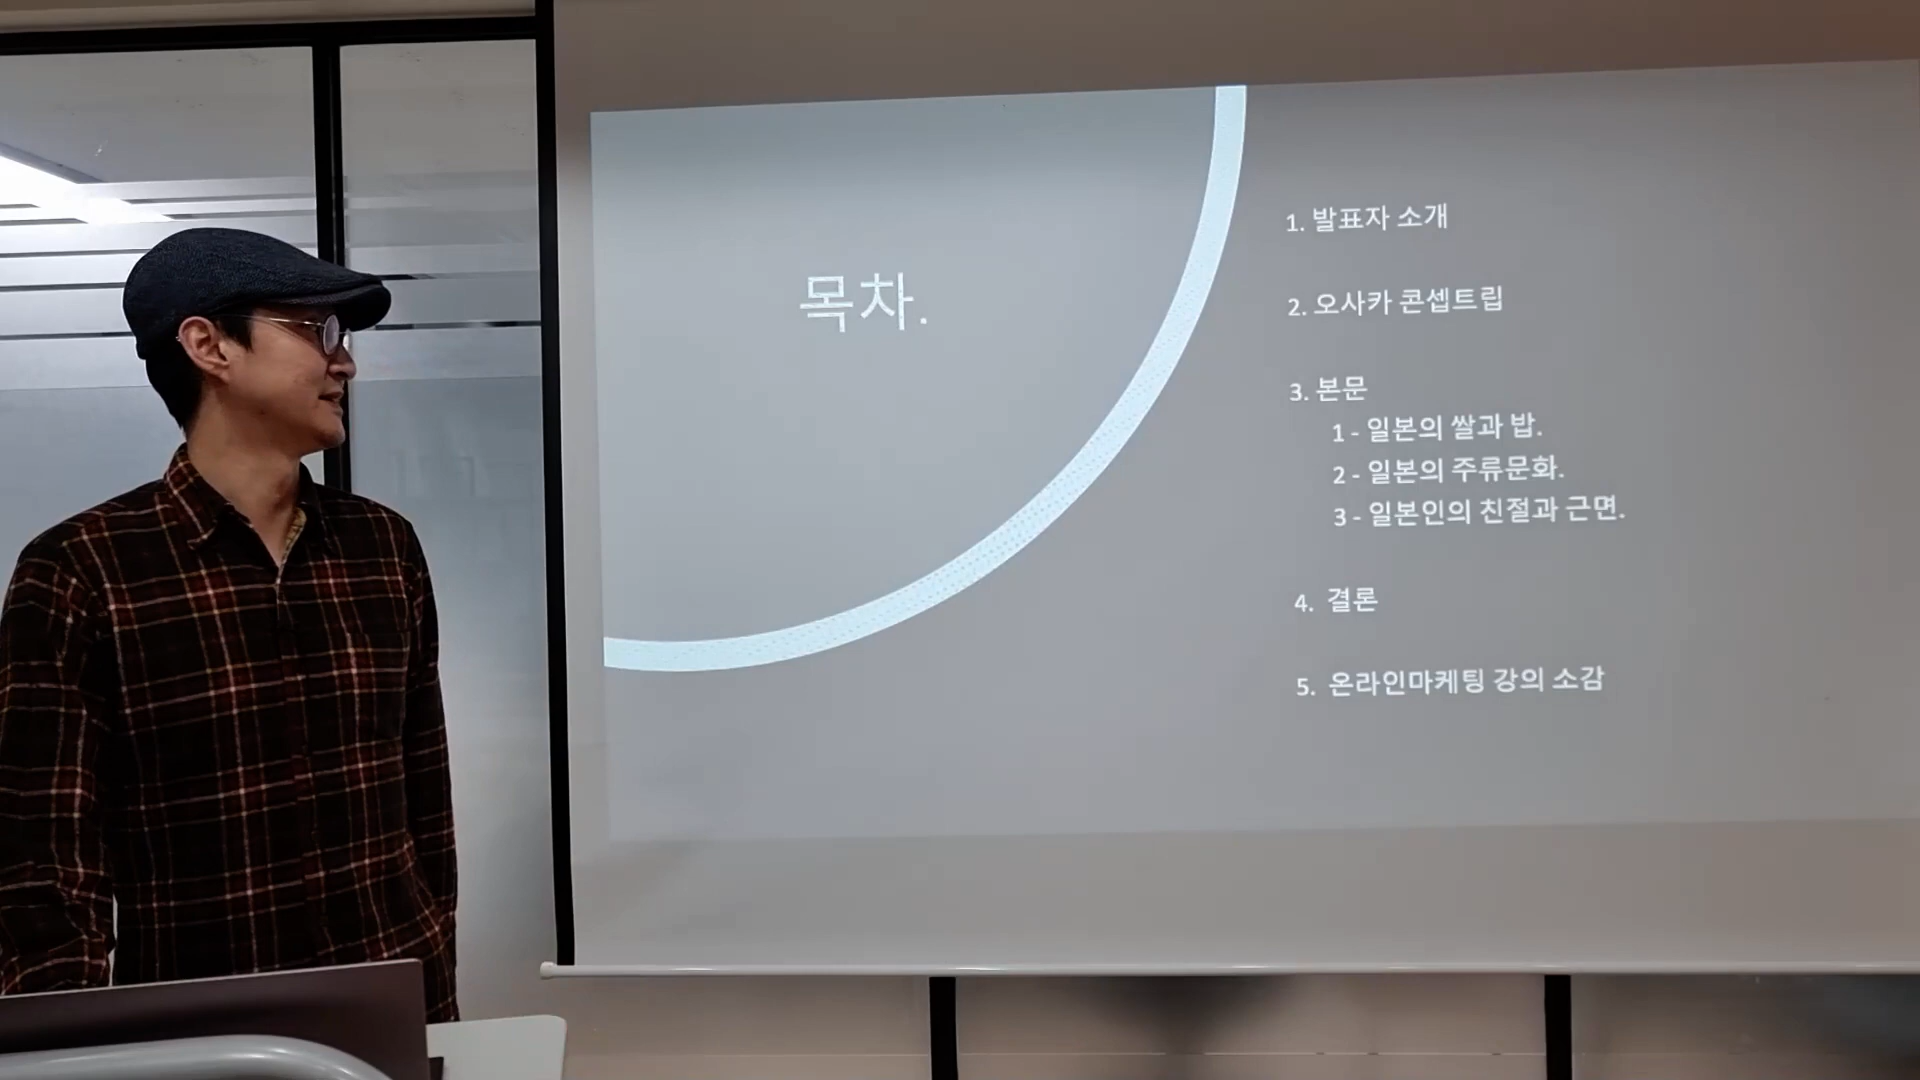 목차.
1. 발표자 소개
2. 오사카 콘셉트립
3. 본문
1 - 일본의 쌀과 밥.
2 - 일본의 주류문화.
3 - 일본인의 친절과 근면.
4. 결론
5. 온라인마케팅 강의 소감